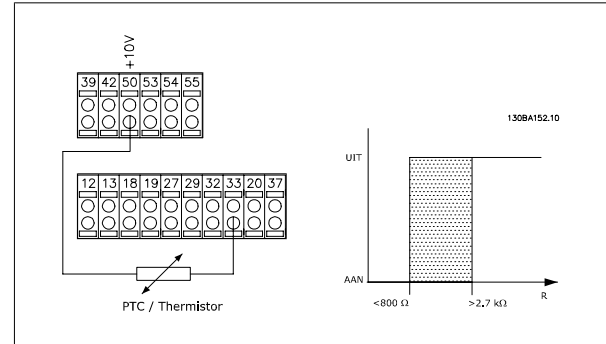 +10V
39 42 50 53 54 55
12 13 18 19 27 29 32 33 20 37
PTC / Thermistor
130BA152.10
UIT
AAN
<800 Ω >2.7 kΩ R